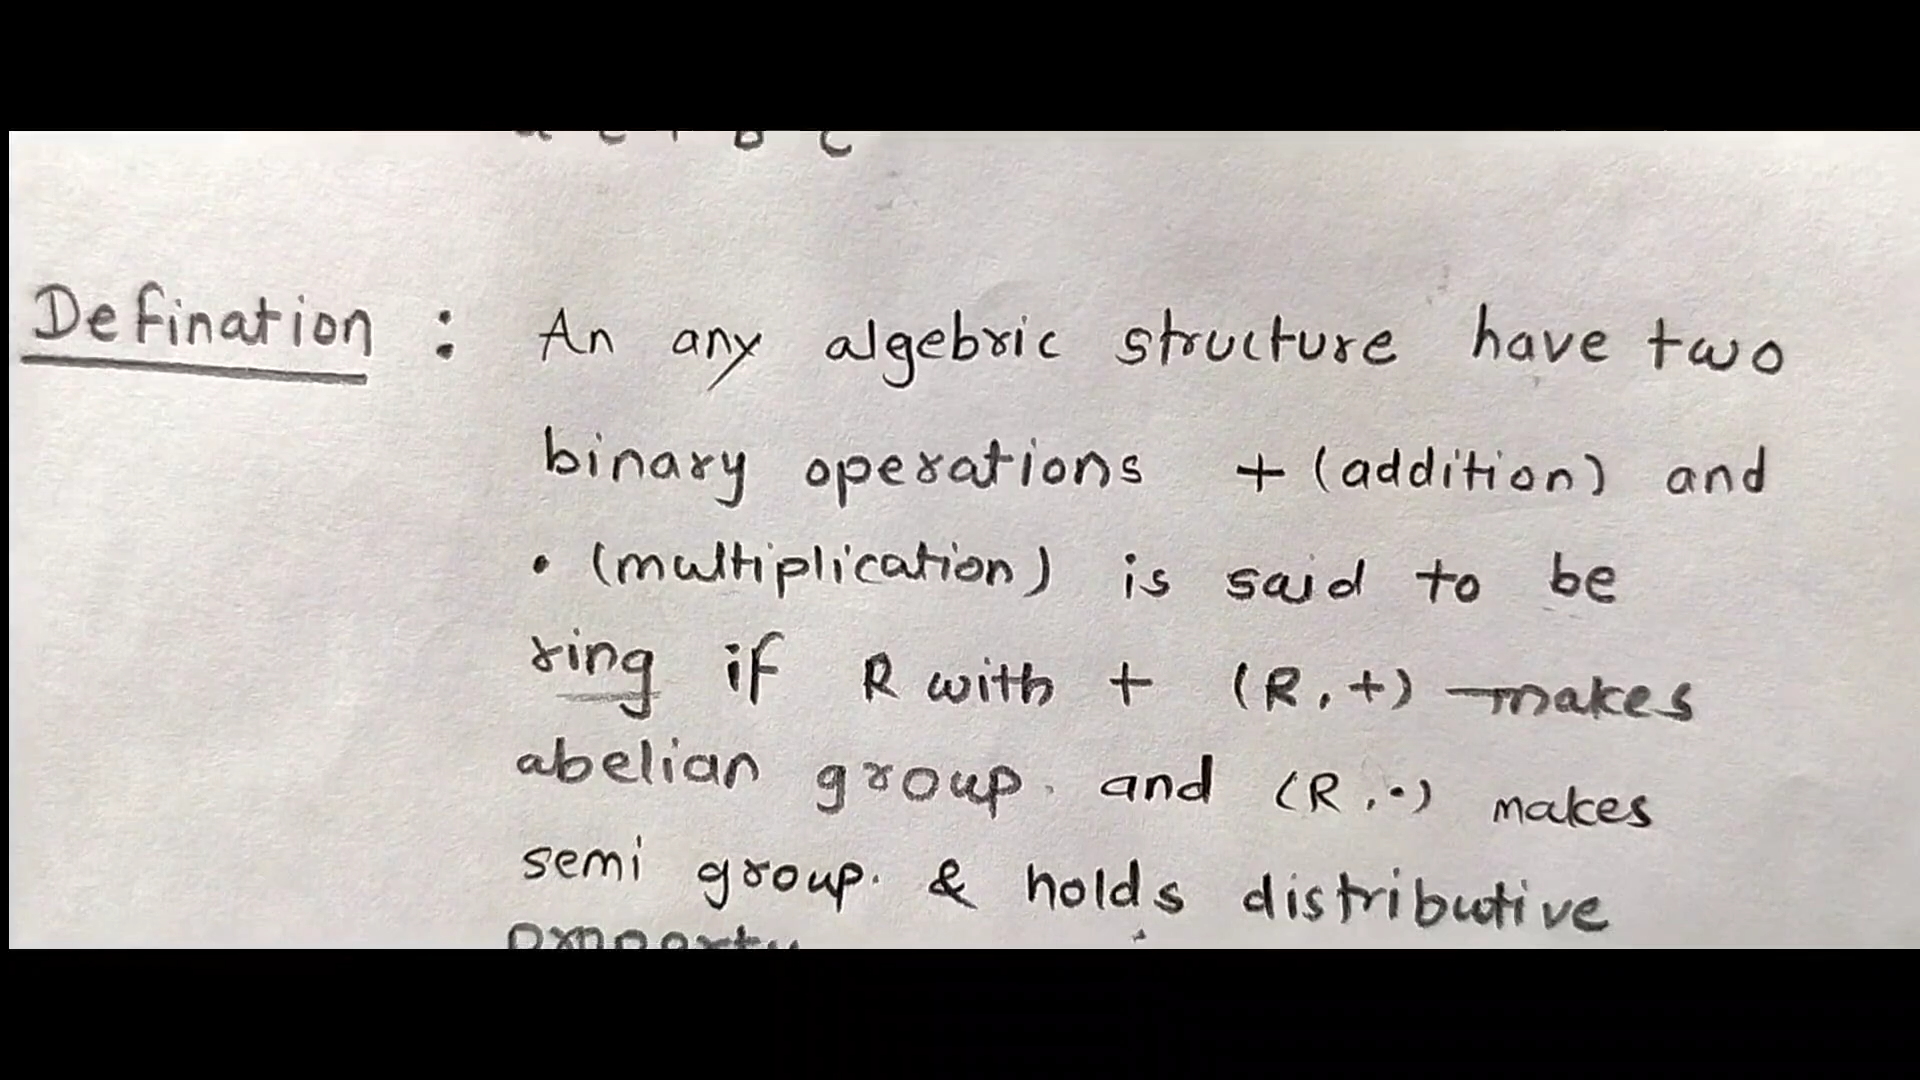 Defination : An any algebric structure have two
binary operations + (addition) and
• (multiplication) is said to be
ring if R with + (R, +) makes
abelian group. and (R, •) makes
semi group. & holds distributive
property